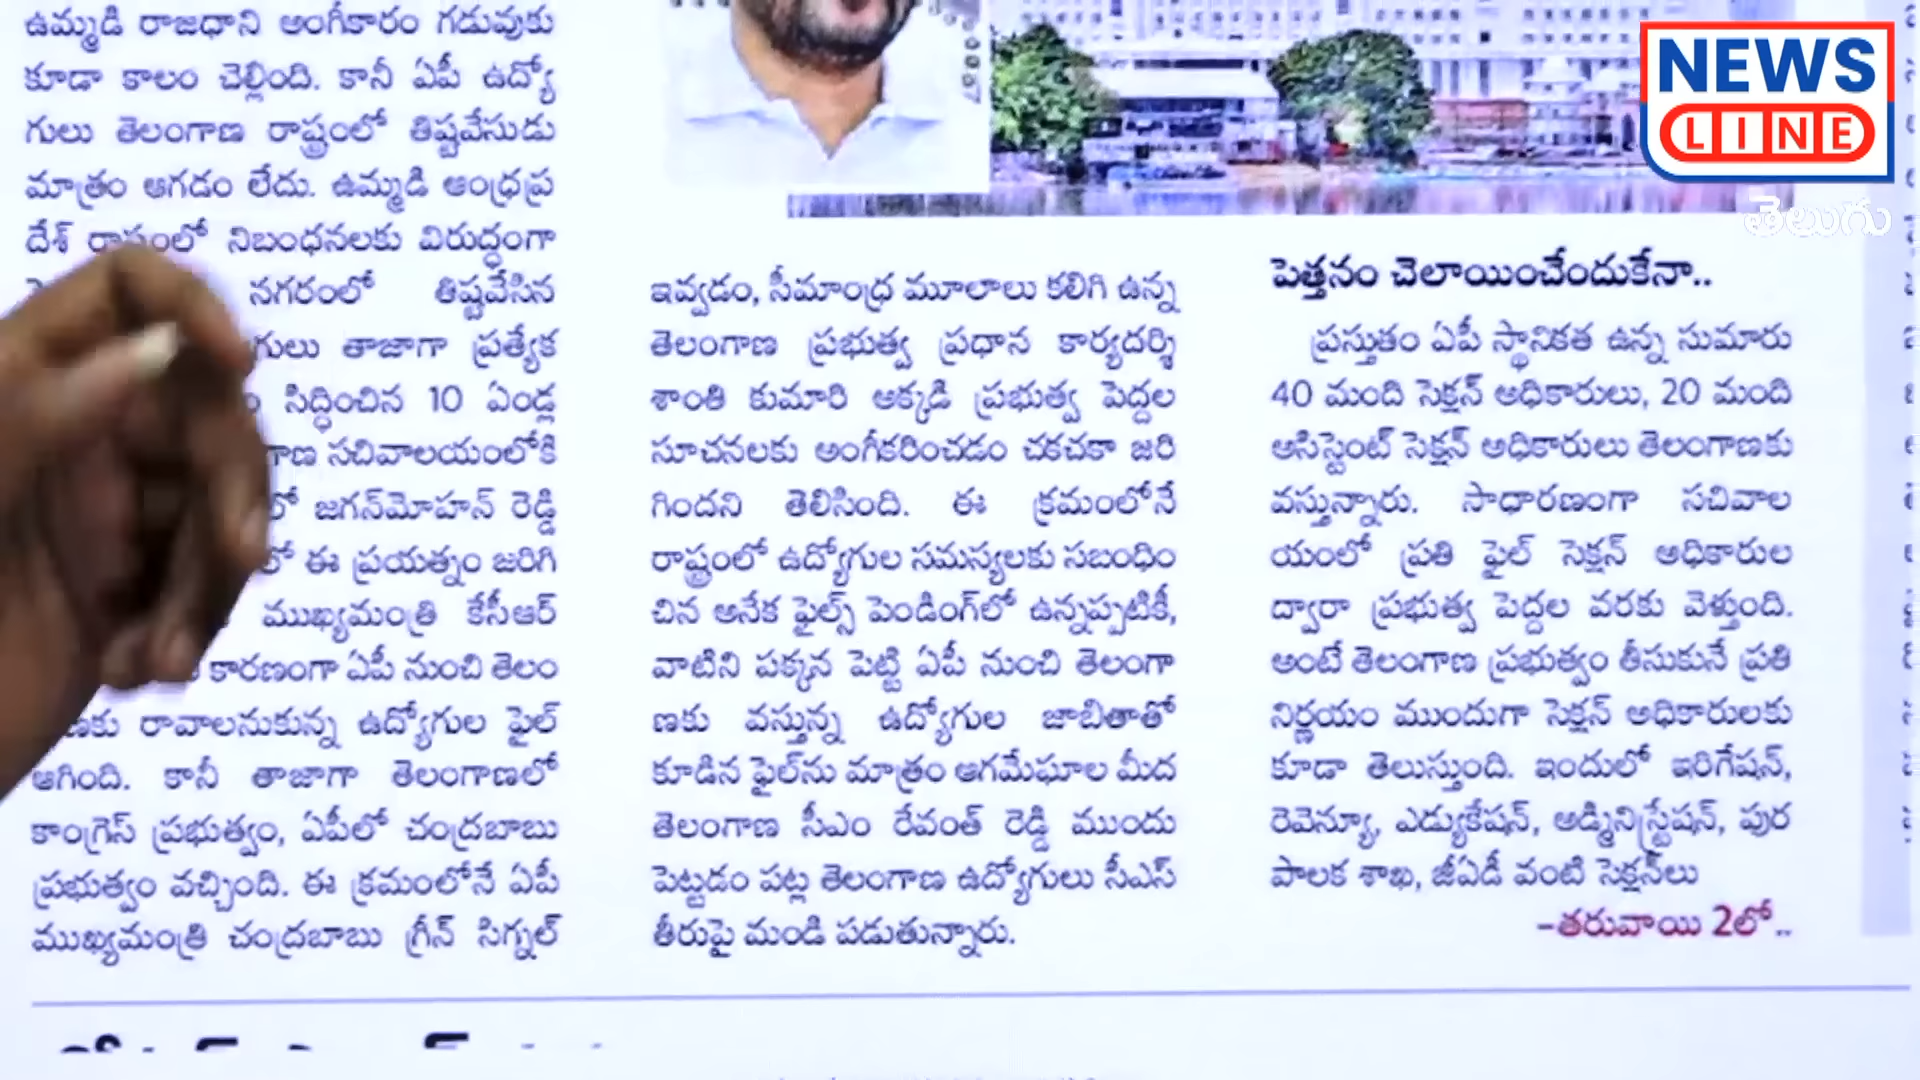 ఉమ్మడి రాజధాని అంగీకారం గడువుకు
కూడా కాలం చెల్లింది. కానీ ఏపీ ఉద్యో
గులు తెలంగాణ రాష్ట్రంలో తిష్టవేసుడు
మాత్రం ఆగడం లేదు. ఉమ్మడి ఆంధ్రప్ర
దేశ్ రాష్ట్రంలో నిబంధనలకు విరుద్ధంగా
నగరంలో తిష్టవేసిన
గులు తాజాగా ప్రత్యేక
సిద్ధించిన 10 ఏండ్ల
గాణ సచివాలయంలోకి
లో జగన్‌మోహన్ రెడ్డి
లో ఈ ప్రయత్నం జరిగి
ముఖ్యమంత్రి కేసీఆర్
కారణంగా ఏపీ నుంచి తెలం
ణకు రావాలనుకున్న ఉద్యోగుల ఫైల్
ఆగింది. కానీ తాజాగా తెలంగాణలో
కాంగ్రెస్ ప్రభుత్వం, ఏపీలో చంద్రబాబు
ప్రభుత్వం వచ్చింది. ఈ క్రమంలోనే ఏపీ
ముఖ్యమంత్రి చంద్రబాబు గ్రీన్ సిగ్నల్
ఇవ్వడం, సీమాంధ్ర మూలాలు కలిగి ఉన్న
తెలంగాణ ప్రభుత్వ ప్రధాన కార్యదర్శి
శాంతి కుమారి అక్కడి ప్రభుత్వ పెద్దల
సూచనలకు అంగీకరించడం చకచకా జరి
గిందని తెలిసింది. ఈ క్రమంలోనే
రాష్ట్రంలో ఉద్యోగుల సమస్యలకు సబంధిం
చిన అనేక ఫైల్స్ పెండింగ్‌లో ఉన్నప్పటికీ,
వాటిని పక్కన పెట్టి ఏపీ నుంచి తెలంగా
ణకు వస్తున్న ఉద్యోగుల జాబితాతో
కూడిన ఫైల్‌ను మాత్రం ఆగమేఘాల మీద
తెలంగాణ సీఎం రేవంత్ రెడ్డి ముందు
పెట్టడం పట్ల తెలంగాణ ఉద్యోగులు సీఎస్
తీరుపై మండి పడుతున్నారు.
NEWS
LINE
తెలుగు
పెత్తనం చెలాయించేందుకేనా..
ప్రస్తుతం ఏపీ స్థానికత ఉన్న సుమారు
40 మంది సెక్షన్ అధికారులు, 20 మంది
అసిస్టెంట్ సెక్షన్ అధికారులు తెలంగాణకు
వస్తున్నారు. సాధారణంగా సచివాల
యంలో ప్రతి ఫైల్ సెక్షన్ అధికారుల
ద్వారా ప్రభుత్వ పెద్దల వరకు వెళ్తుంది.
అంటే తెలంగాణ ప్రభుత్వం తీసుకునే ప్రతి
నిర్ణయం ముందుగా సెక్షన్ అధికారులకు
కూడా తెలుస్తుంది. ఇందులో ఇరిగేషన్,
రెవెన్యూ, ఎడ్యుకేషన్, అడ్మినిస్ట్రేషన్, పుర
పాలక శాఖ, జీఏడీ వంటి సెక్షన్‌లు
-తరువాయి 2లో..